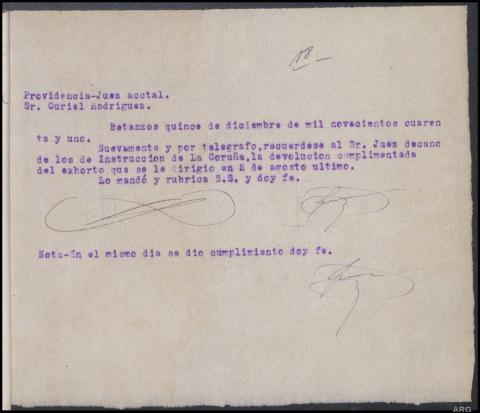 18
Providencia-Juez acctal.
Sr. Curiel Rodriguez.
Betanzos quince de diciembre de mil novecientos cuaren
ta y uno.
Nuevamente y por telegrafo,recuerdese al Sr. Juez decano
de los de Instruccion de La Coruña,la devolucion cumplimentada
del exhorto que se le dirigio en 2 de agosto ultimo.
Lo mandó y rubrica S.S. y doy fe.
Nota-En el mismo dia se dio cumplimiento doy fe.
ARG